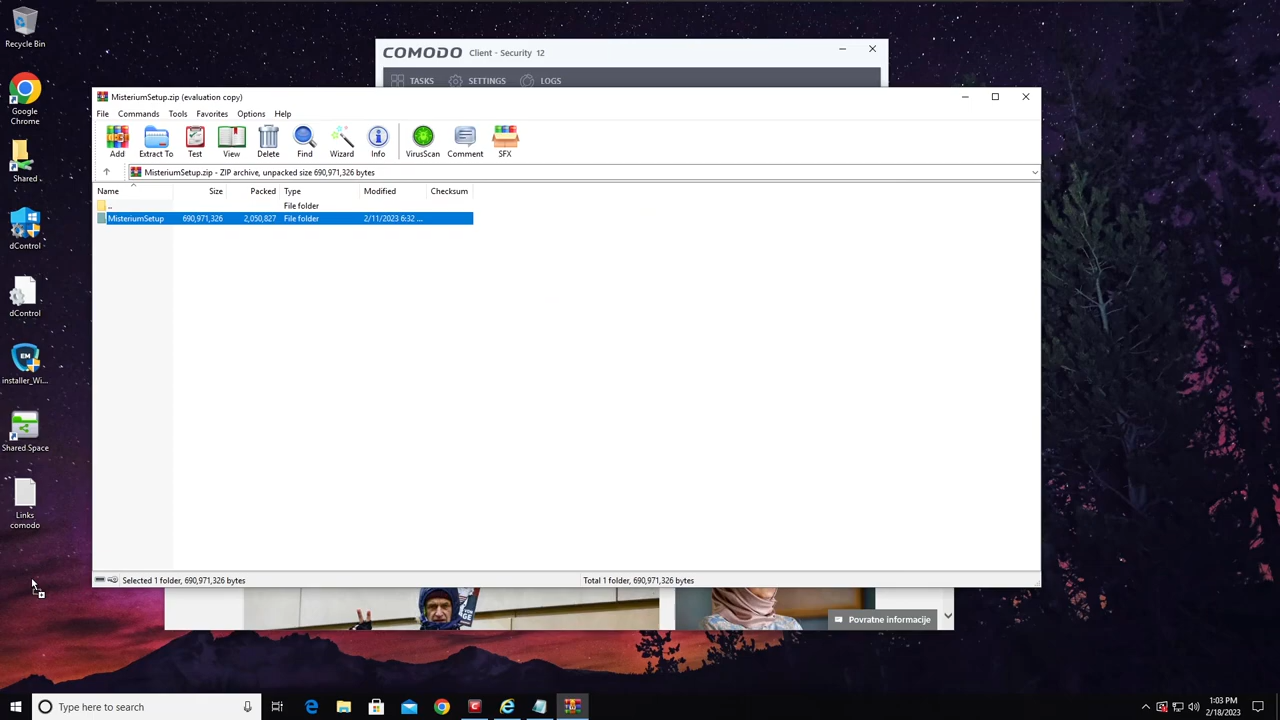 Recycle Bin
Google
Chrome
Shared
dControl
dControl
installer_Wi...
Shared Space
Links
comodo
COMODO Client - Security 12
TASKS SETTINGS LOGS
MisteriumSetup.zip (evaluation copy)
File Commands Tools Favorites Options Help
Add Extract To Test View Delete Find Wizard Info VirusScan Comment SFX
MisteriumSetup.zip - ZIP archive, unpacked size 690,971,326 bytes
Name Size Packed Type Modified Checksum
.. File folder
MisteriumSetup 690,971,326 2,050,827 File folder 2/11/2023 6:32 ...
Selected 1 folder, 690,971,326 bytes Total 1 folder, 690,971,326 bytes
Povratne informacije
Type here to search
1:03 PM
2/18/2023